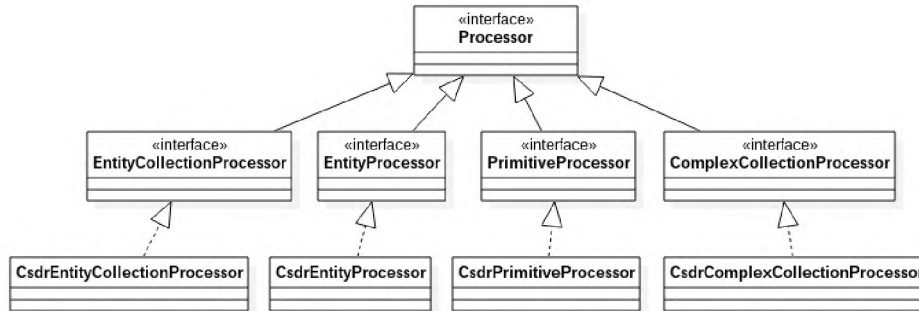 «interface»
Processor
«interface»
EntityCollectionProcessor
«interface»
EntityProcessor
«interface»
PrimitiveProcessor
«interface»
ComplexCollectionProcessor
CsdrEntityCollectionProcessor
CsdrEntityProcessor
CsdrPrimitiveProcessor
CsdrComplexCollectionProcessor